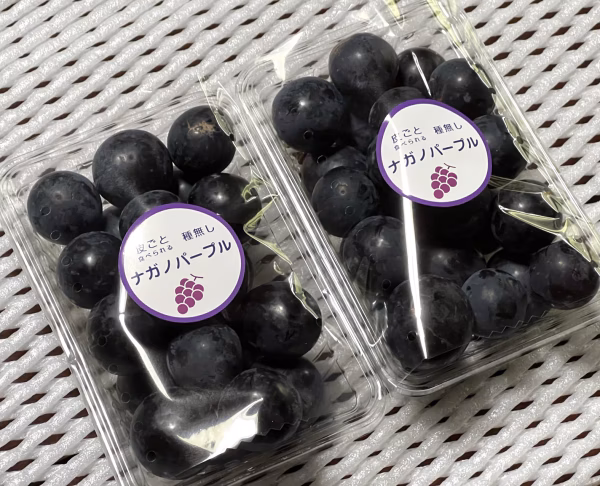 皮ごと 種無し
食べられる
ナガノパープル
皮ごと 種無し
食べられる
ナガノパープル